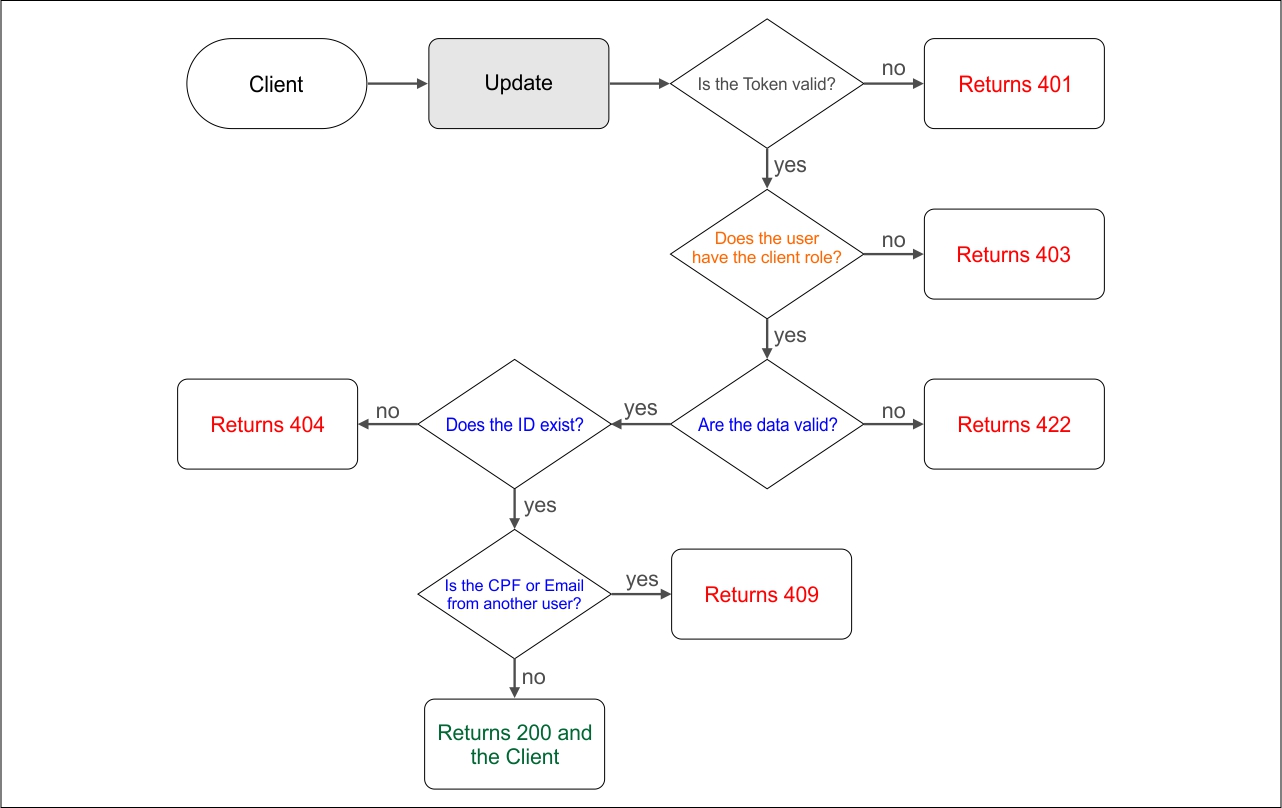 Client
Update
Is the Token valid?
no
Returns 401
yes
Does the user
have the client role?
no
Returns 403
yes
Returns 404
no
Does the ID exist?
yes
Are the data valid?
no
Returns 422
yes
Is the CPF or Email
from another user?
yes
Returns 409
no
Returns 200 and
the Client